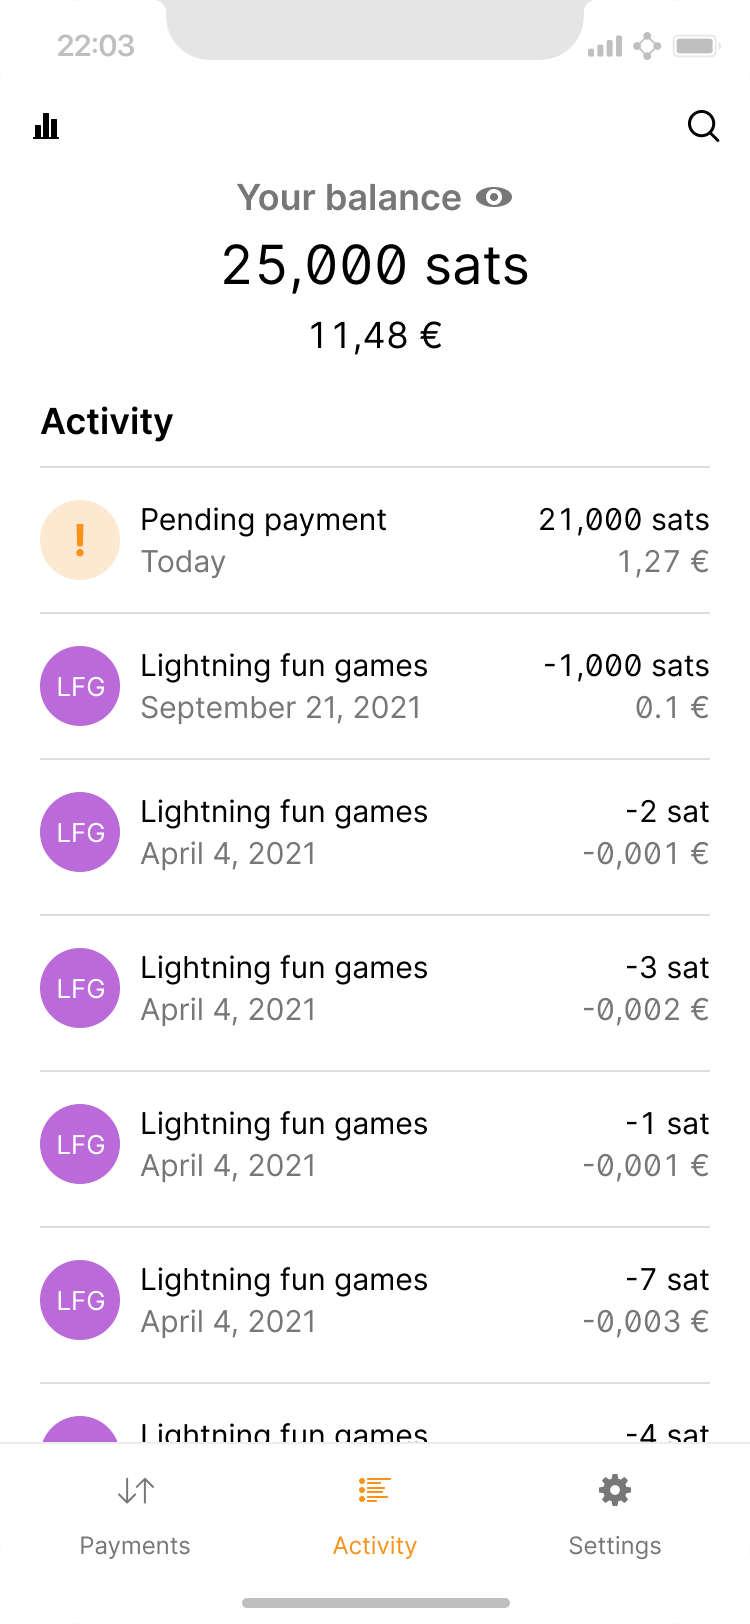 22:03
Your balance
25,000 sats
11,48 €
Activity
!
Pending payment 21,000 sats
Today 1,27 €
LFG
Lightning fun games -1,000 sats
September 21, 2021 0.1 €
LFG
Lightning fun games -2 sat
April 4, 2021 -0,001 €
LFG
Lightning fun games -3 sat
April 4, 2021 -0,002 €
LFG
Lightning fun games -1 sat
April 4, 2021 -0,001 €
LFG
Lightning fun games -7 sat
April 4, 2021 -0,003 €
Lightning fun games -4 sat
Payments Activity Settings